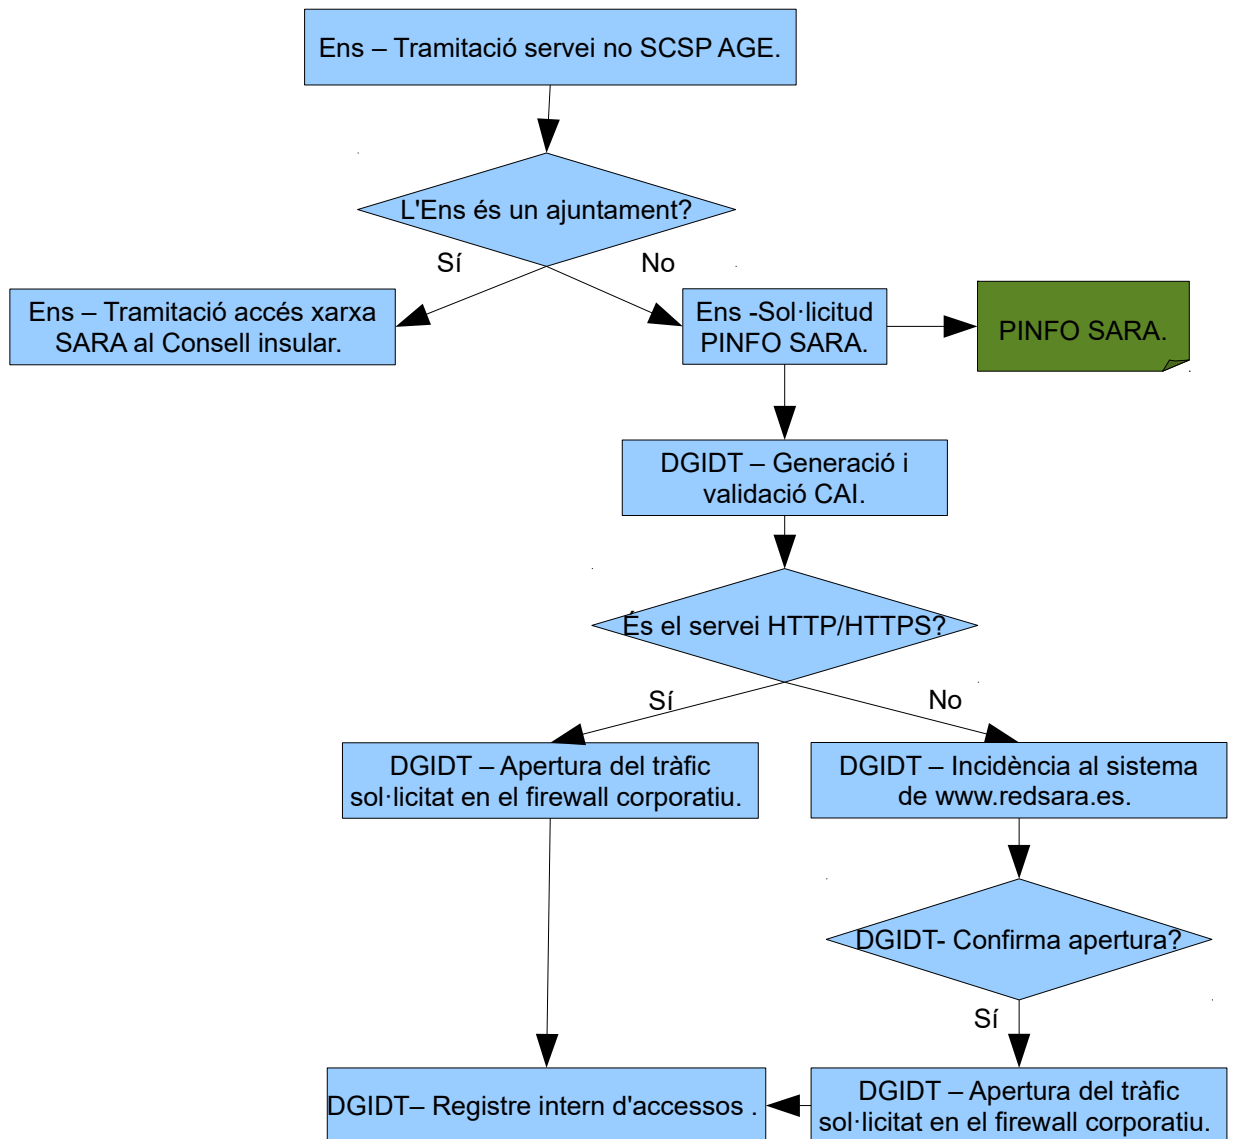 Ens – Tramitació servei no SCSP AGE.
L'Ens és un ajuntament?
Sí
No
Ens – Tramitació accés xarxa
SARA al Consell insular.
Ens -Sol·licitud
PINFO SARA.
PINFO SARA.
DGIDT – Generació i
validació CAI.
És el servei HTTP/HTTPS?
Sí
No
DGIDT – Apertura del tràfic
sol·licitat en el firewall corporatiu.
DGIDT – Incidència al sistema
de www.redsara.es.
DGIDT- Confirma apertura?
Sí
DGIDT– Registre intern d'accessos .
DGIDT – Apertura del tràfic
sol·licitat en el firewall corporatiu.